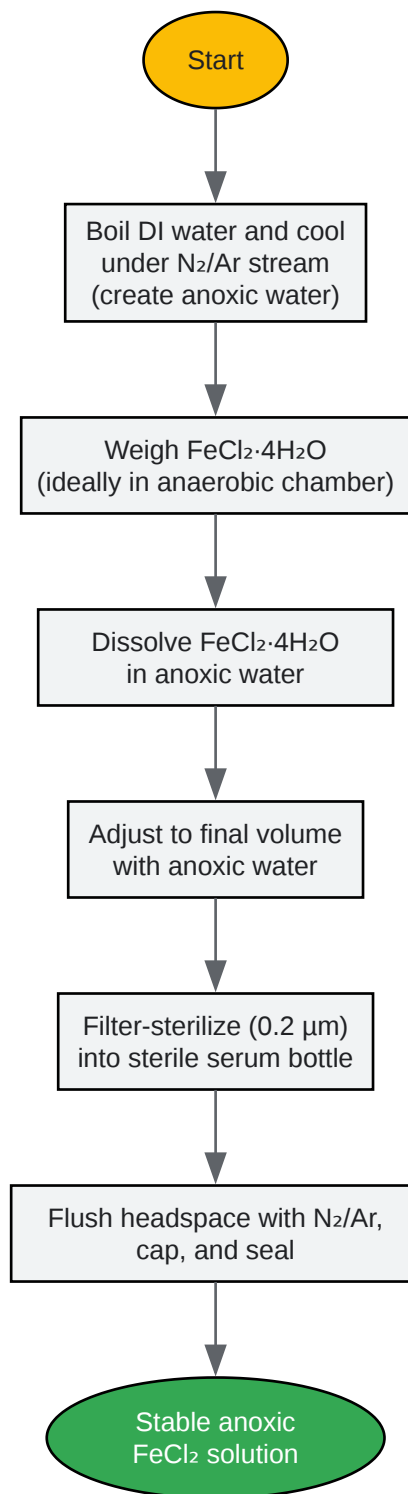 Start
Boil DI water and cool
under N₂/Ar stream
(create anoxic water)
Weigh FeCl₂·4H₂O
(ideally in anaerobic chamber)
Dissolve FeCl₂·4H₂O
in anoxic water
Adjust to final volume
with anoxic water
Filter-sterilize (0.2 µm)
into sterile serum bottle
Flush headspace with N₂/Ar,
cap, and seal
Stable anoxic
FeCl₂ solution